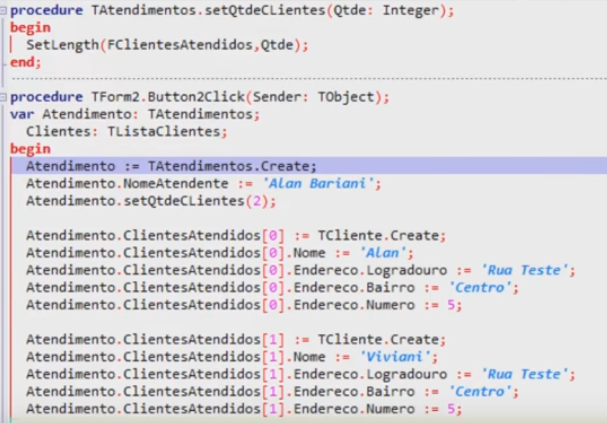 procedure TAtendimentos.setQtdeCLientes(Qtde: Integer);
begin
SetLength(FClientesAtendidos,Qtde);
end;
procedure TForm2.Button2Click(Sender: TObject);
var Atendimento: TAtendimentos;
Clientes: TListaClientes;
begin
Atendimento := TAtendimentos.Create;
Atendimento.NomeAtendente := 'Alan Bariani';
Atendimento.setQtdeCLientes(2);
Atendimento.ClientesAtendidos[0] := TCliente.Create;
Atendimento.ClientesAtendidos[0].Nome := 'Alan';
Atendimento.ClientesAtendidos[0].Endereco.Logradouro := 'Rua Teste';
Atendimento.ClientesAtendidos[0].Endereco.Bairro := 'Centro';
Atendimento.ClientesAtendidos[0].Endereco.Numero := 5;
Atendimento.ClientesAtendidos[1] := TCliente.Create;
Atendimento.ClientesAtendidos[1].Nome := 'Viviani';
Atendimento.ClientesAtendidos[1].Endereco.Logradouro := 'Rua Teste';
Atendimento.ClientesAtendidos[1].Endereco.Bairro := 'Centro';
Atendimento.ClientesAtendidos[1].Endereco.Numero := 5;